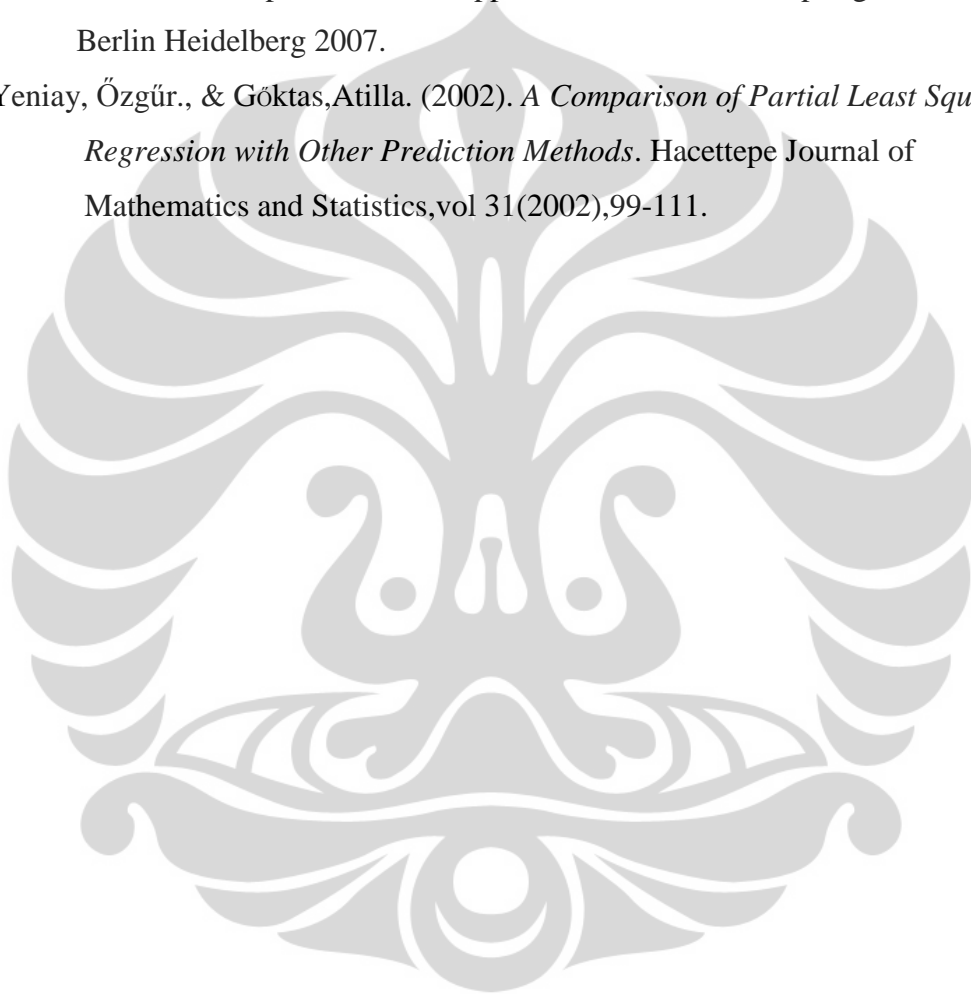 Berlin Heidelberg 2007.
Yeniay, Őzgűr., & Gőktas,Atilla. (2002). A Comparison of Partial Least Squ
Regression with Other Prediction Methods. Hacettepe Journal of
Mathematics and Statistics,vol 31(2002),99-111.